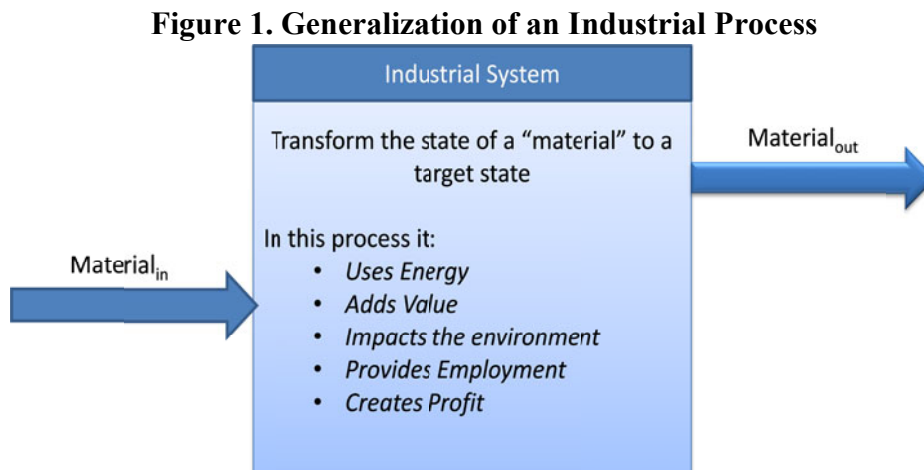 Figure 1. Generalization of an Industrial Process
Industrial System
Transform the state of a “material” to a
target state
Material_out
In this process it:
Material_in
• Uses Energy
• Adds Value
• Impacts the environment
• Provides Employment
• Creates Profit